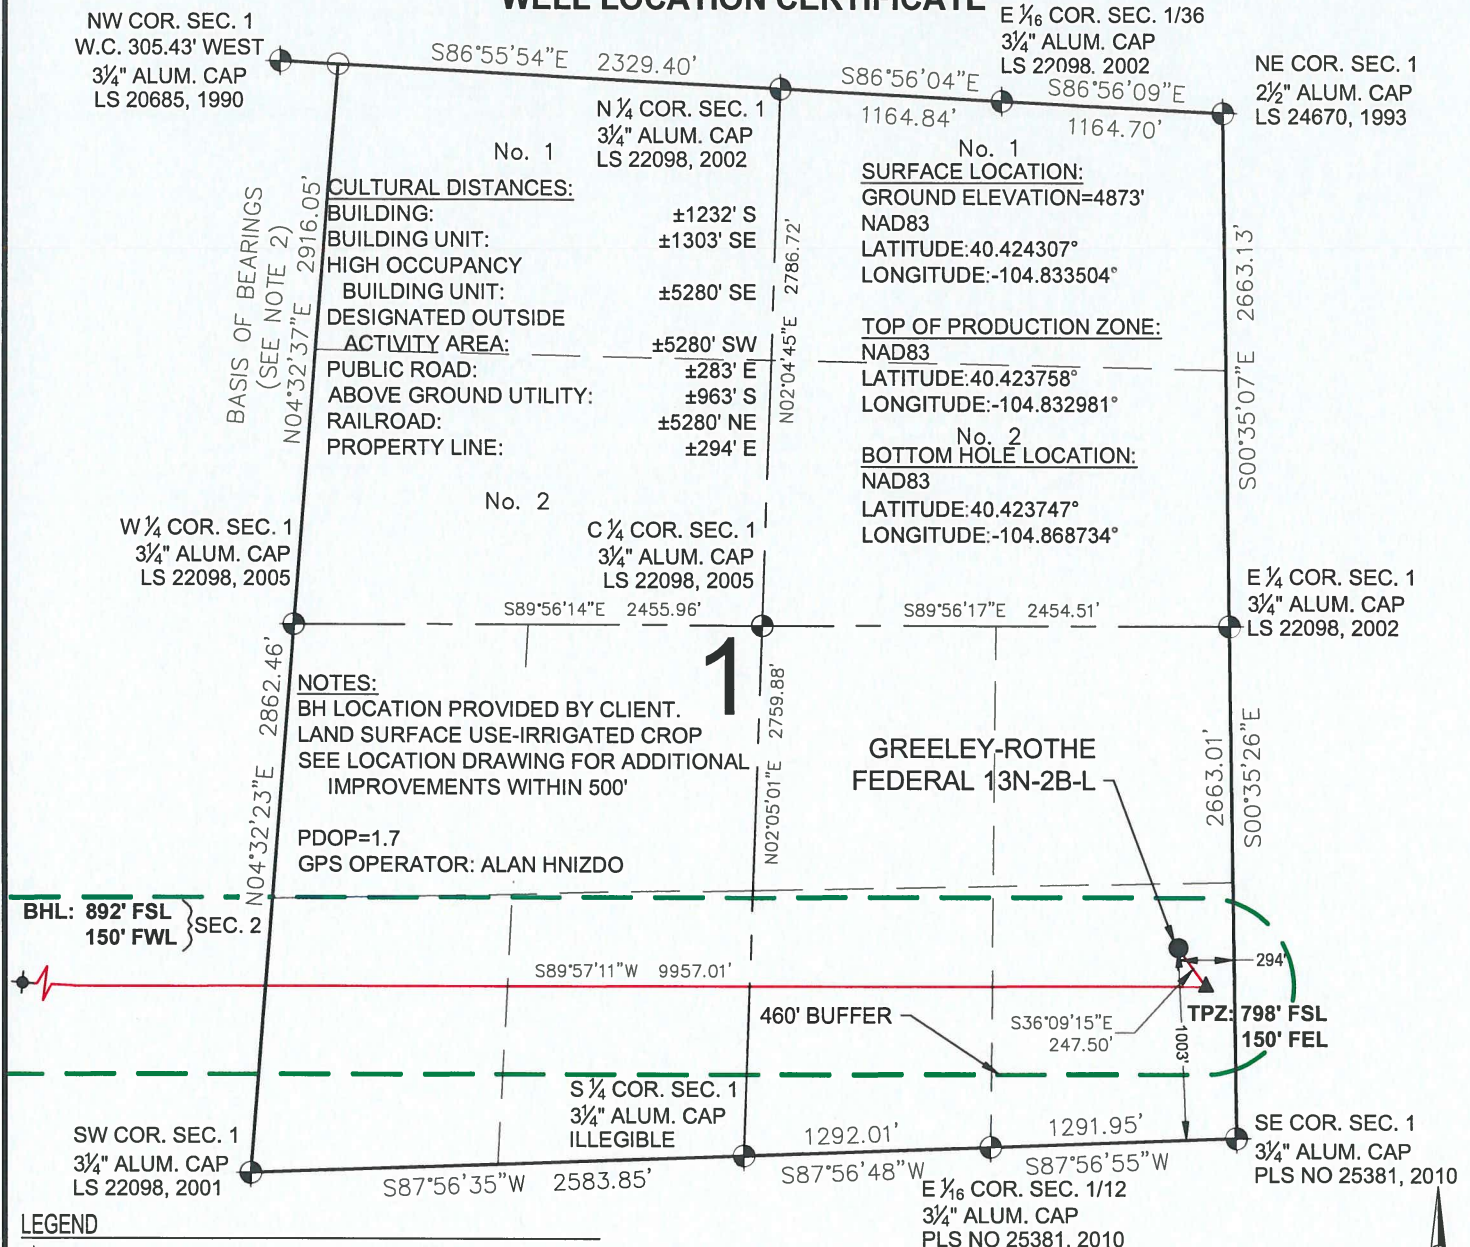 WELL LOCATION CERTIFICATE
NW COR. SEC. 1
W.C. 305.43' WEST
3¼" ALUM. CAP
LS 20685, 1990
S86°55'54"E 2329.40'
N ¼ COR. SEC. 1
3¼" ALUM. CAP
LS 22098, 2002
S86°56'04"E
1164.84'
E 1⁄16 COR. SEC. 1/36
3¼" ALUM. CAP
LS 22098, 2002
S86°56'09"E
1164.70'
NE COR. SEC. 1
2½" ALUM. CAP
LS 24670, 1993
BASIS OF BEARINGS
(SEE NOTE 2)
N04°32'37"E 2916.05'
No. 1
CULTURAL DISTANCES:
BUILDING: ±1232' S
BUILDING UNIT: ±1303' SE
HIGH OCCUPANCY
BUILDING UNIT: ±5280' SE
DESIGNATED OUTSIDE
ACTIVITY AREA: ±5280' SW
PUBLIC ROAD: ±283' E
ABOVE GROUND UTILITY: ±963' S
RAILROAD: ±5280' NE
PROPERTY LINE: ±294' E
No. 2
N02°04'45"E 2786.72'
No. 1
SURFACE LOCATION:
GROUND ELEVATION=4873'
NAD83
LATITUDE:40.424307°
LONGITUDE:-104.833504°
TOP OF PRODUCTION ZONE:
NAD83
LATITUDE:40.423758°
LONGITUDE:-104.832981°
No. 2
BOTTOM HOLE LOCATION:
NAD83
LATITUDE:40.423747°
LONGITUDE:-104.868734°
S00°35'07"E 2663.13'
W ¼ COR. SEC. 1
3¼" ALUM. CAP
LS 22098, 2005
C ¼ COR. SEC. 1
3¼" ALUM. CAP
LS 22098, 2005
E ¼ COR. SEC. 1
3¼" ALUM. CAP
LS 22098, 2002
S89°56'14"E 2455.96'
S89°56'17"E 2454.51'
1
N04°32'23"E 2862.46'
NOTES:
BH LOCATION PROVIDED BY CLIENT.
LAND SURFACE USE-IRRIGATED CROP
SEE LOCATION DRAWING FOR ADDITIONAL
IMPROVEMENTS WITHIN 500'
PDOP=1.7
GPS OPERATOR: ALAN HNIZDO
N02°05'01"E 2759.88'
GREELEY-ROTHE
FEDERAL 13N-2B-L
2663.01'
S00°35'26"E
BHL: 892' FSL
150' FWL
SEC. 2
S89°57'11"W 9957.01'
294'
TPZ: 798' FSL
150' FEL
460' BUFFER
S36°09'15"E
247.50'
1003'
S ¼ COR. SEC. 1
3¼" ALUM. CAP
ILLEGIBLE
SW COR. SEC. 1
3¼" ALUM. CAP
LS 22098, 2001
S87°56'35"W 2583.85'
1292.01'
S87°56'48"W
1291.95'
S87°56'55"W
SE COR. SEC. 1
3¼" ALUM. CAP
PLS NO 25381, 2010
E 1⁄16 COR. SEC. 1/12
3¼" ALUM. CAP
PLS NO 25381, 2010
LEGEND